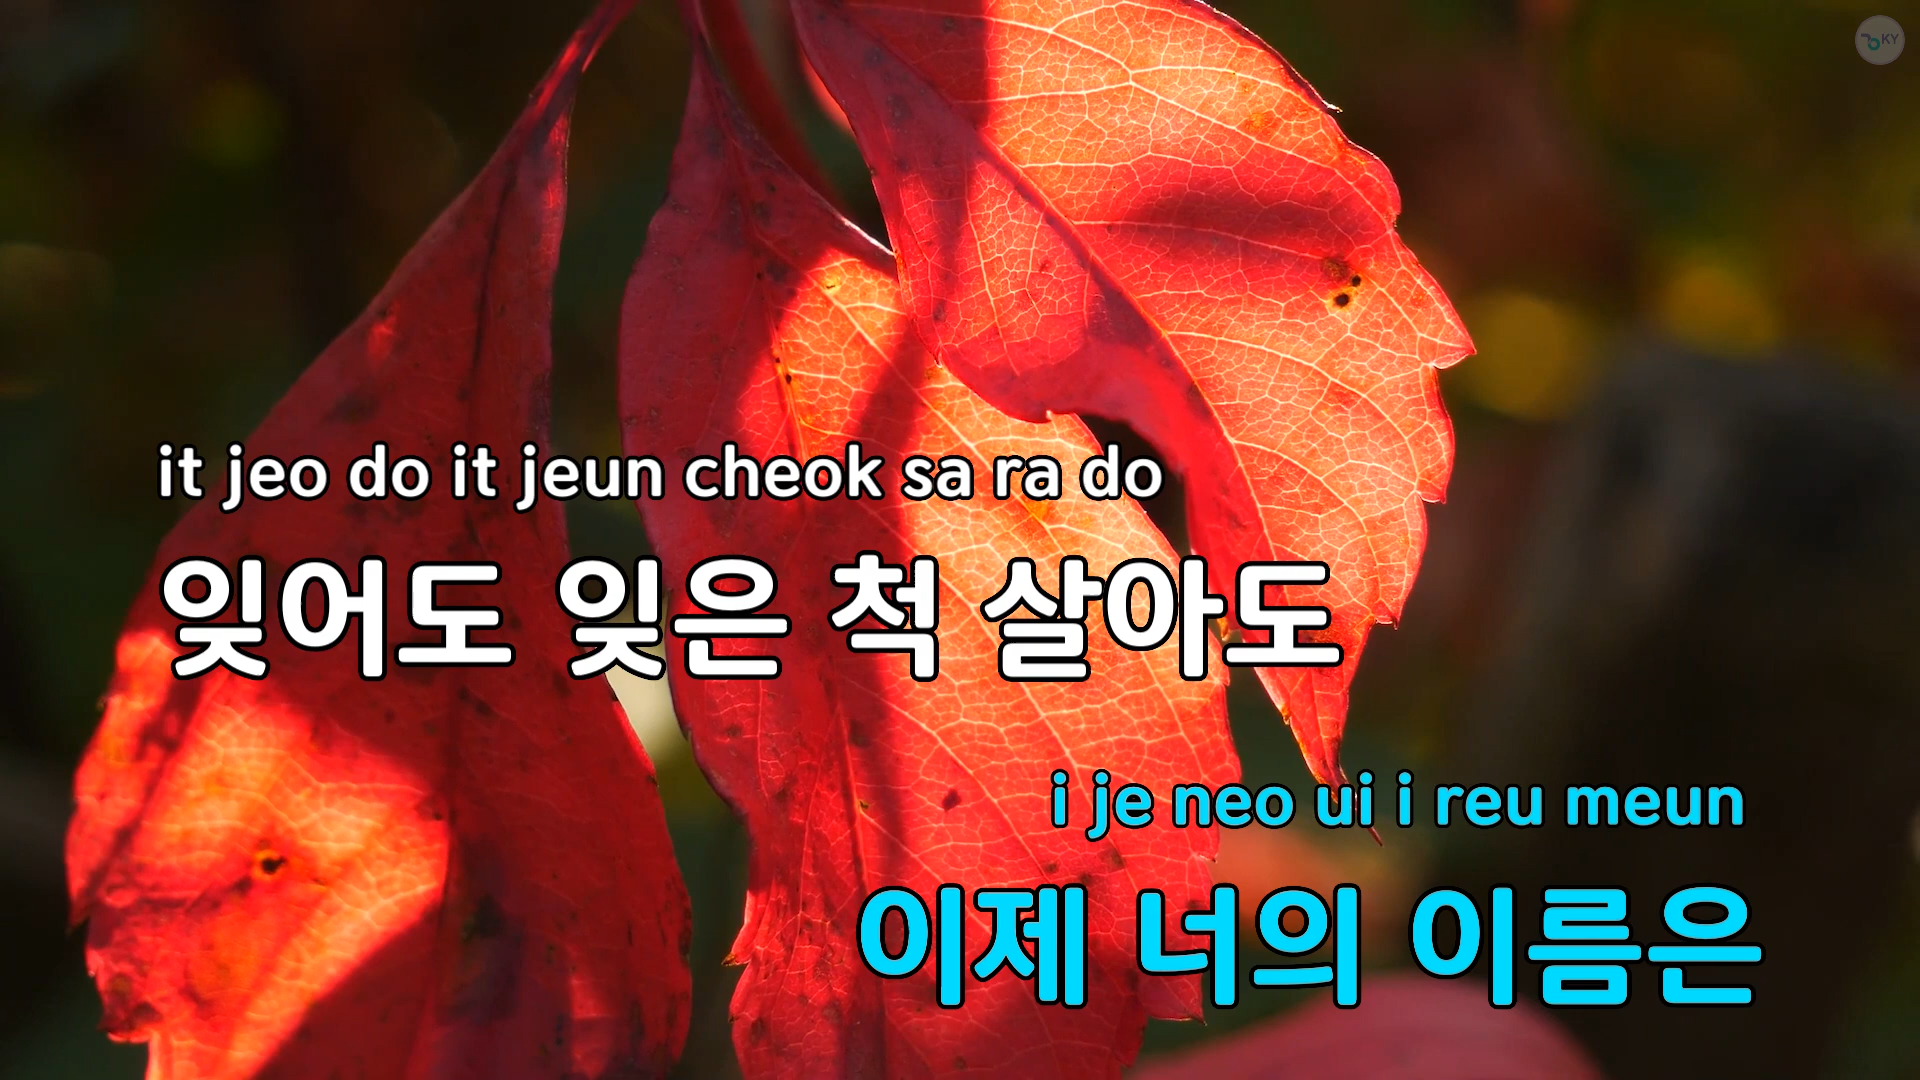 KY
it jeo do it jeun cheok sa ra do
잊어도 잊은 척 살아도
i je neo ui i reu meun
이제 너의 이름은